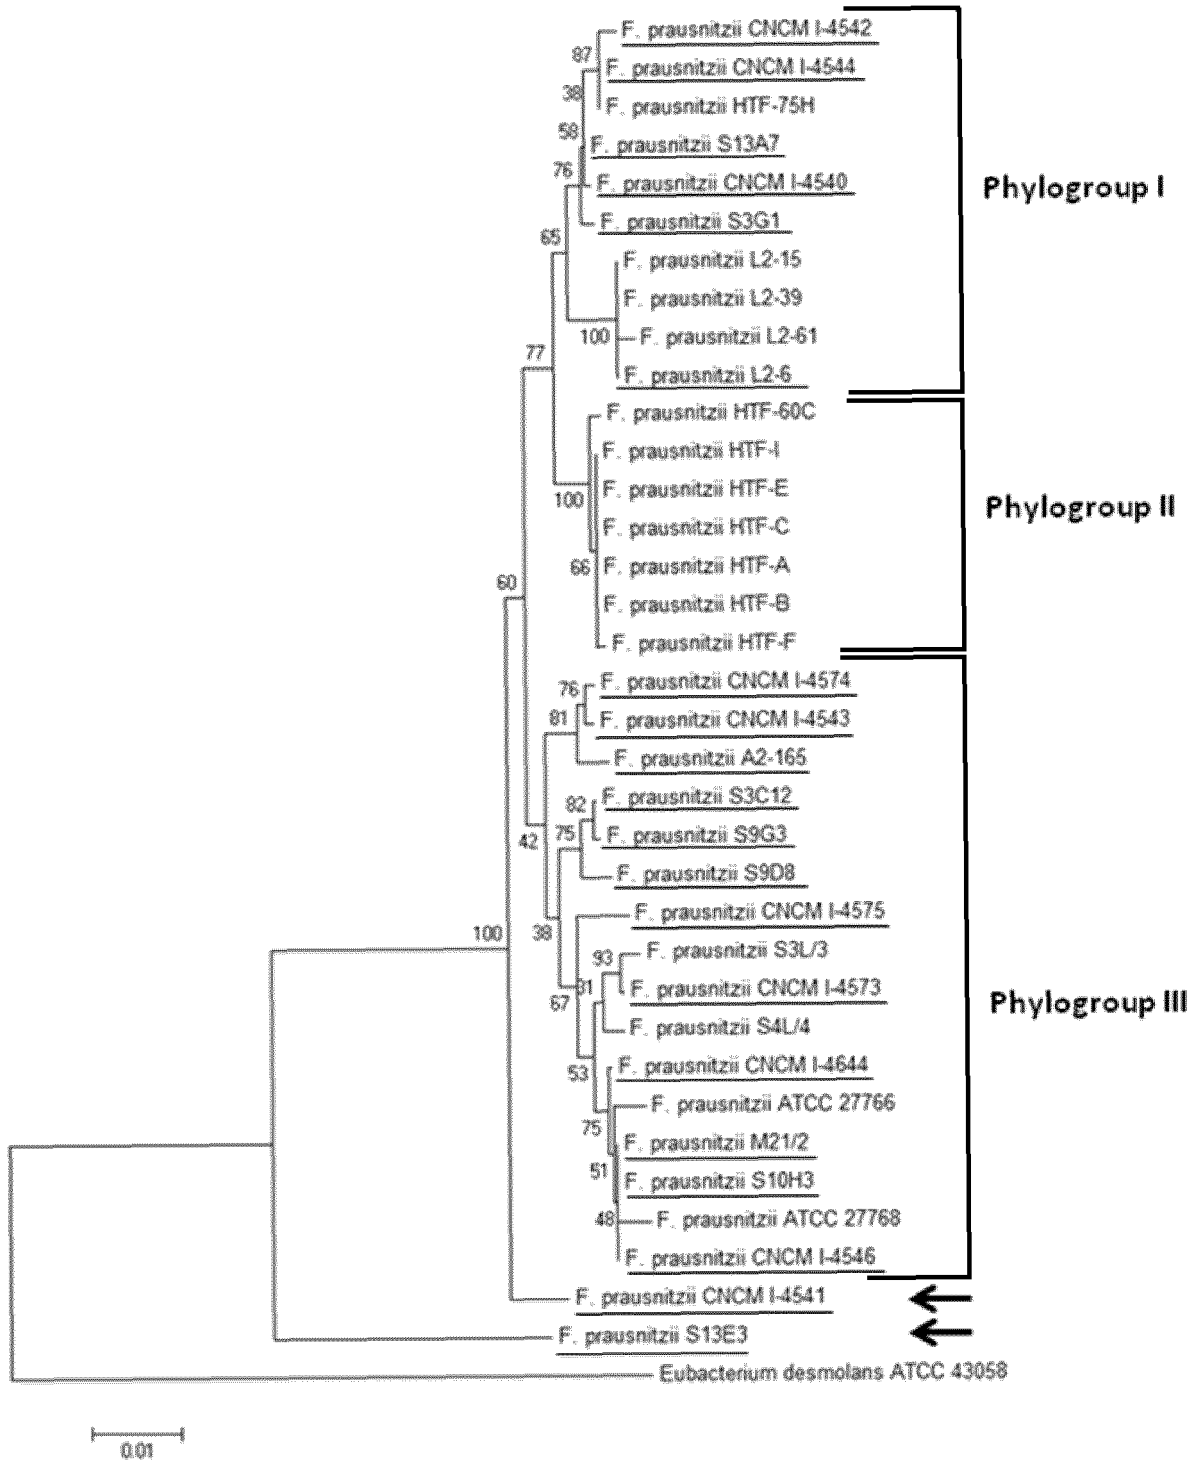 F. prausnitzii CNCM I-4542
87
F. prausnitzii CNCM I-4544
38
F. prausnitzii HTF-75H
58
F. prausnitzii S13A7
76
F. prausnitzii CNCM I-4540
Phylogroup I
F. prausnitzii S3G1
65
F. prausnitzii L2-15
F. prausnitzii L2-39
100
F. prausnitzii L2-61
77
F. prausnitzii L2-6
F. prausnitzii HTF-60C
F. prausnitzii HTF-I
F. prausnitzii HTF-E
100
Phylogroup II
F. prausnitzii HTF-C
66
F. prausnitzii HTF-A
60
F. prausnitzii HTF-B
F. prausnitzii HTF-F
F. prausnitzii CNCM I-4574
76
81
F. prausnitzii CNCM I-4543
F. prausnitzii A2-165
82
F. prausnitzii S3C12
75
F. prausnitzii S9G3
42
F. prausnitzii S9D8
F. prausnitzii CNCM I-4575
100
38
93
F. prausnitzii S3L/3
81
F. prausnitzii CNCM I-4573
67
Phylogroup III
F. prausnitzii S4L/4
53
F. prausnitzii CNCM I-4644
F. prausnitzii ATCC 27766
75
F. prausnitzii M21/2
51
F. prausnitzii S10H3
48
F. prausnitzii ATCC 27768
F. prausnitzii CNCM I-4546
F. prausnitzii CNCM I-4541
F. prausnitzii S13E3
Eubacterium desmolans ATCC 43058
0.01